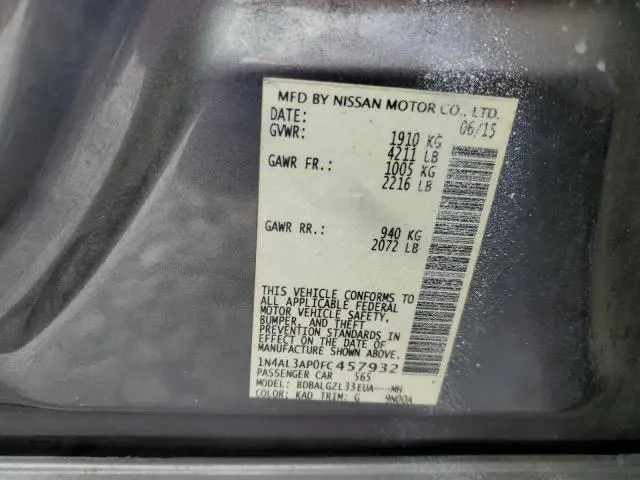 MFD BY NISSAN MOTOR CO., LTD.
DATE: 06/15
GVWR: 1910 KG
4211 LB
GAWR FR.: 1005 KG
2216 LB
GAWR RR.: 940 KG
2072 LB
THIS VEHICLE CONFORMS TO
ALL APPLICABLE FEDERAL
MOTOR VEHICLE SAFETY,
BUMPER, AND THEFT
PREVENTION STANDARDS IN
EFFECT ON THE DATE OF
MANUFACTURE SHOWN ABOVE.
1N4AL3AP0FC457932
PASSENGER CAR 565
MODEL: BDBALGZL33EUA---MH
COLOR: KAD TRIM: G 9N00A